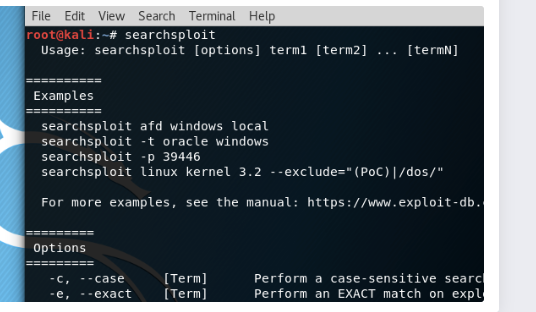 File Edit View Search Terminal Help
root@kali:~# searchsploit
Usage: searchsploit [options] term1 [term2] ... [termN]
==========
Examples
==========
searchsploit afd windows local
searchsploit -t oracle windows
searchsploit -p 39446
searchsploit linux kernel 3.2 --exclude="(PoC)|/dos/"
For more examples, see the manual: https://www.exploit-db.
=========
Options
=========
-c, --case [Term] Perform a case-sensitive searc
-e, --exact [Term] Perform an EXACT match on expl